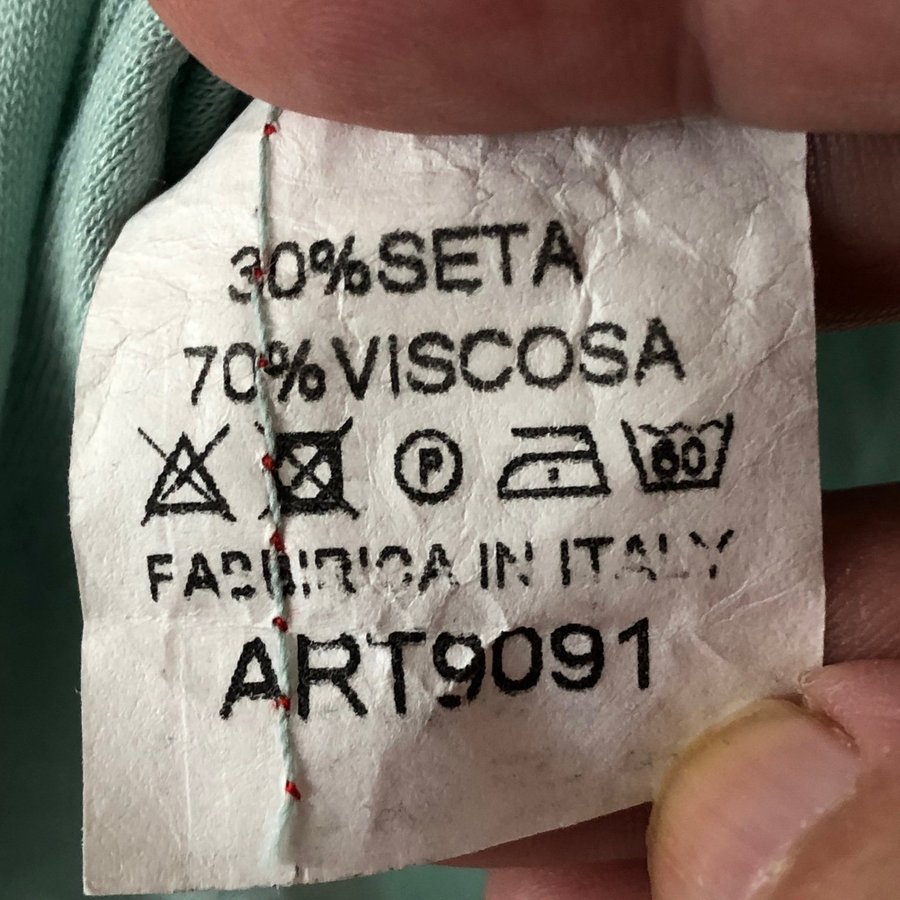 30%SETA
70%VISCOSA
P 60
FABBIRICA IN ITALY
ART9091